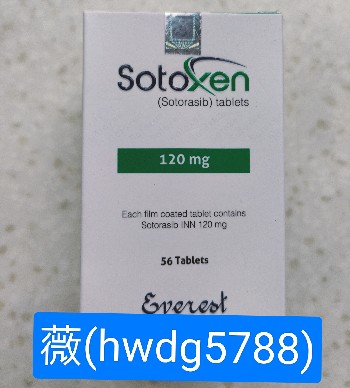 Sotoxen
(Sotorasib) tablets
120 mg
Each film coated tablet contains
Sotorasib INN 120 mg
56 Tablets
Everest
薇(hwdg5788)